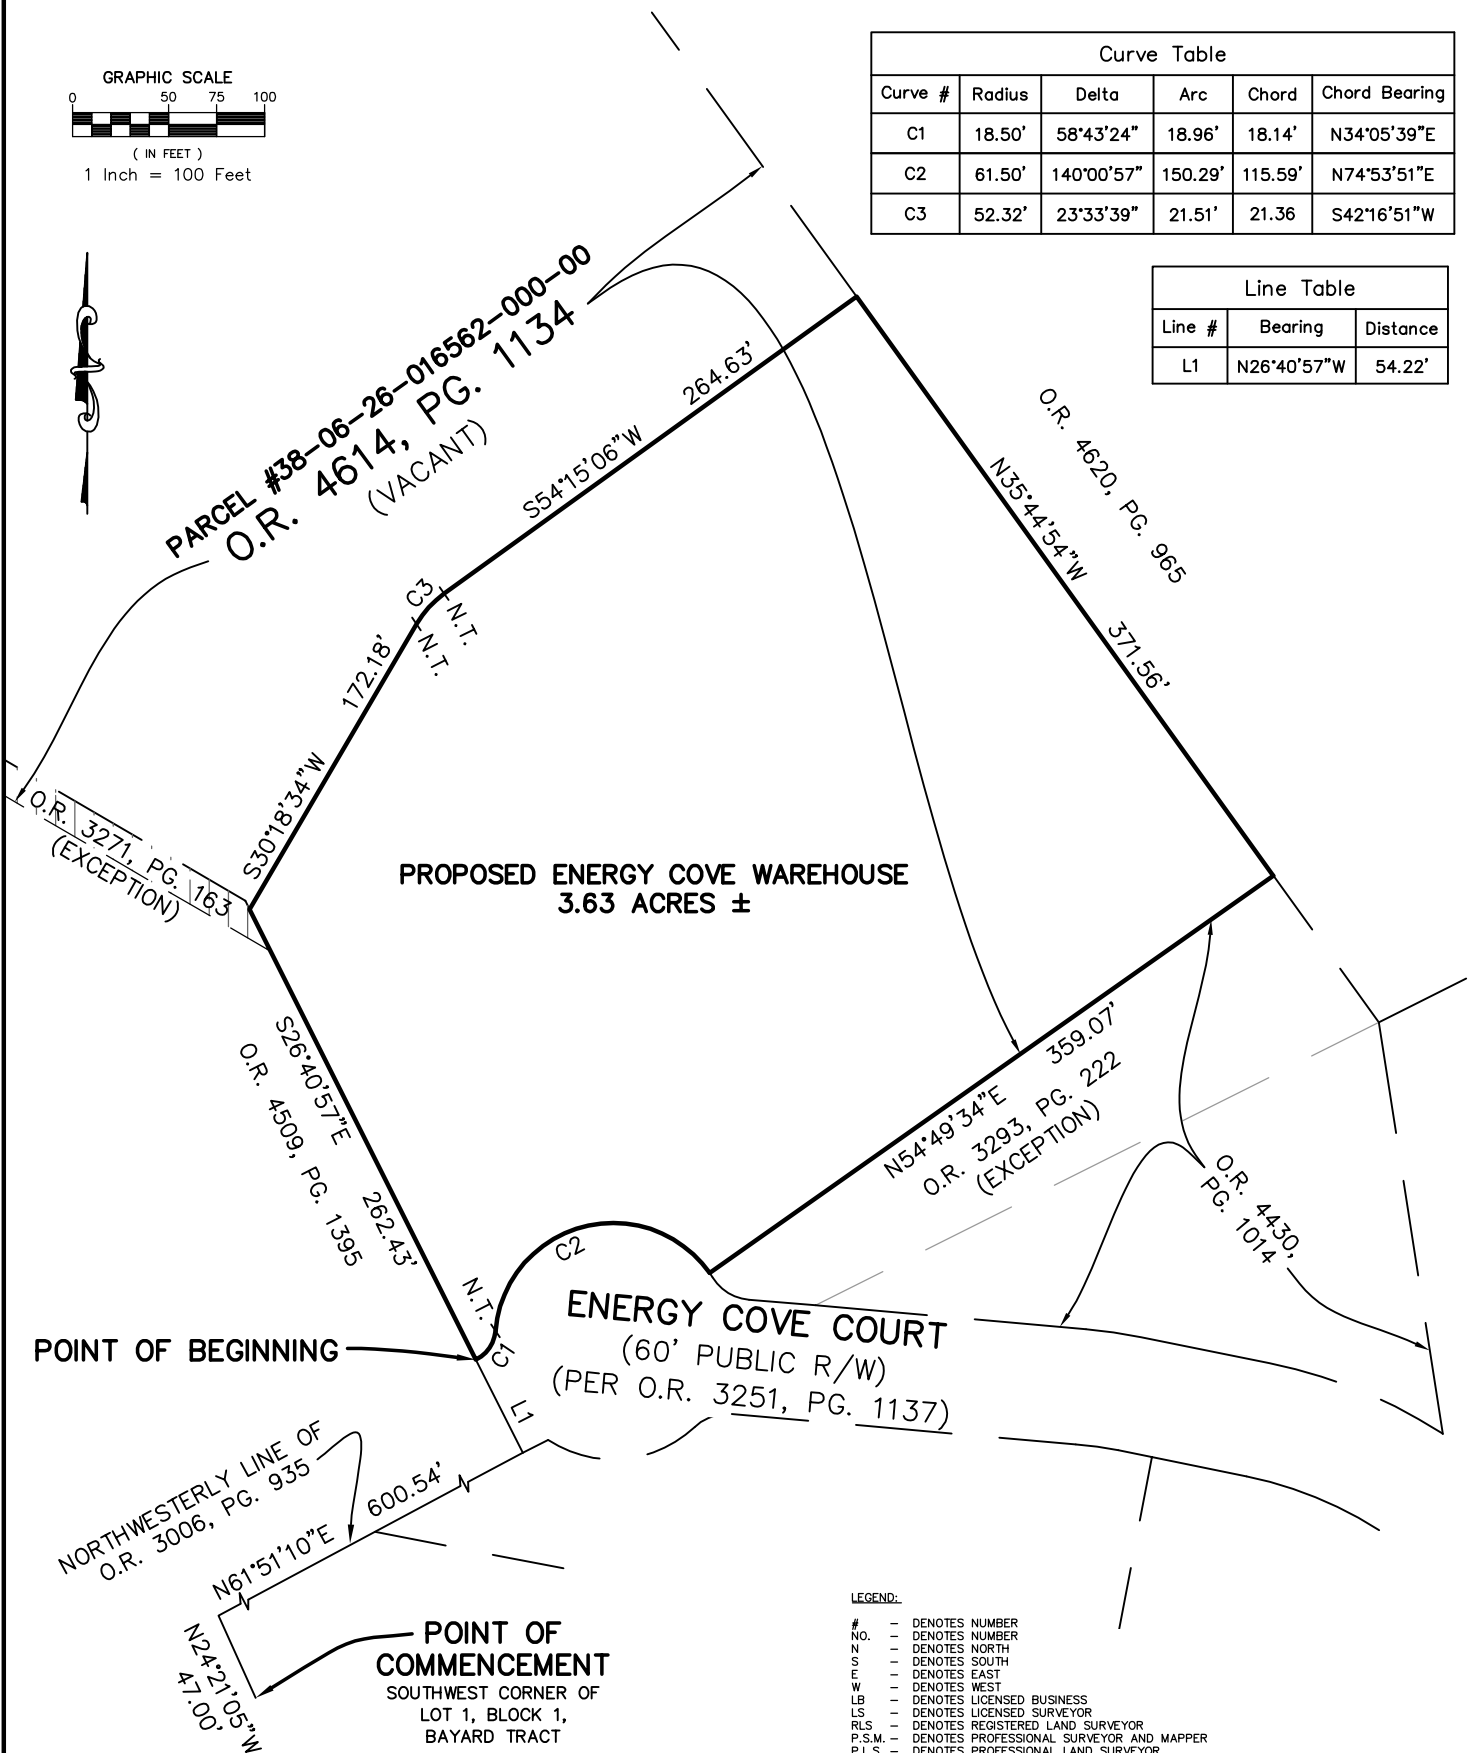 GRAPHIC SCALE
0 50 75 100
( IN FEET )
1 Inch = 100 Feet
Curve Table
Curve # Radius Delta Arc Chord Chord Bearing
C1 18.50' 58°43'24" 18.96' 18.14' N34°05'39"E
C2 61.50' 140°00'57" 150.29' 115.59' N74°53'51"E
C3 52.32' 23°33'39" 21.51' 21.36 S42°16'51"W
Line Table
Line # Bearing Distance
L1 N26°40'57"W 54.22'
PARCEL #38-06-26-016562-000-00
O.R. 4614, PG. 1134
(VACANT)
S54°15'06"W 264.63'
O.R. 4620, PG. 965
N35°44'54"W 371.56'
C3
N.T.
N.T.
S30°18'34"W 172.18'
O.R. 3271, PG. 163
(EXCEPTION)
PROPOSED ENERGY COVE WAREHOUSE
3.63 ACRES ±
S26°40'57"E 262.43'
O.R. 4509, PG. 1395
N54°49'34"E 359.07'
O.R. 3293, PG. 222
(EXCEPTION)
O.R. 4430,
PG. 1014
C2
N.T.
C1
POINT OF BEGINNING
ENERGY COVE COURT
(60' PUBLIC R/W)
(PER O.R. 3251, PG. 1137)
L1
NORTHWESTERLY LINE OF
O.R. 3006, PG. 935
N61°51'10"E 600.54'
N24°21'05"W
47.00'
POINT OF
COMMENCEMENT
SOUTHWEST CORNER OF
LOT 1, BLOCK 1,
BAYARD TRACT
LEGEND:
# – DENOTES NUMBER
NO. – DENOTES NUMBER
N – DENOTES NORTH
S – DENOTES SOUTH
E – DENOTES EAST
W – DENOTES WEST
LB – DENOTES LICENSED BUSINESS
LS – DENOTES LICENSED SURVEYOR
RLS – DENOTES REGISTERED LAND SURVEYOR
P.S.M. – DENOTES PROFESSIONAL SURVEYOR AND MAPPER
P.L.S. – DENOTES PROFESSIONAL LAND SURVEYOR